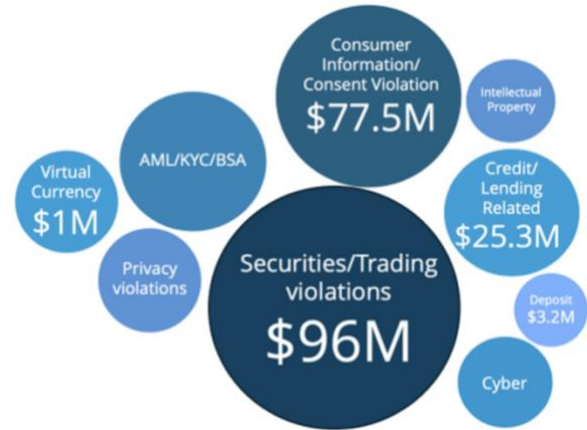 Consumer
Information/
Consent Violation
$77.5M
Intellectual
Property
AML/KYC/BSA
Virtual
Currency
$1M
Credit/
Lending
Related
$25.3M
Privacy
violations
Securities/Trading
violations
$96M
Deposit
$3.2M
Cyber